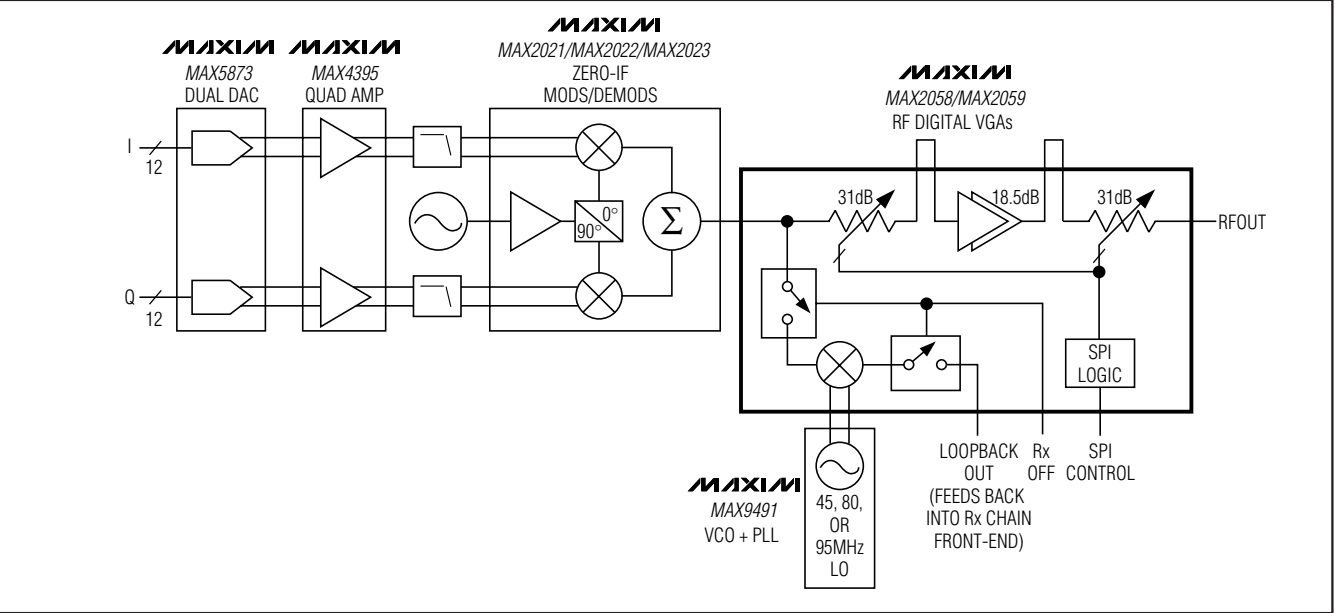 MAXIM
MAX5873
DUAL DAC
MAXIM
MAX4395
QUAD AMP
MAXIM
MAX2021/MAX2022/MAX2023
ZERO-IF
MODS/DEMODS
MAXIM
MAX2058/MAX2059
RF DIGITAL VGAs
I
12
Q
12
0°
90°
Σ
31dB
18.5dB
31dB
RFOUT
SPI
LOGIC
LOOPBACK
OUT
(FEEDS BACK
INTO Rx CHAIN
FRONT-END)
Rx
OFF
SPI
CONTROL
MAXIM
MAX9491
VCO + PLL
45, 80,
OR
95MHz
LO